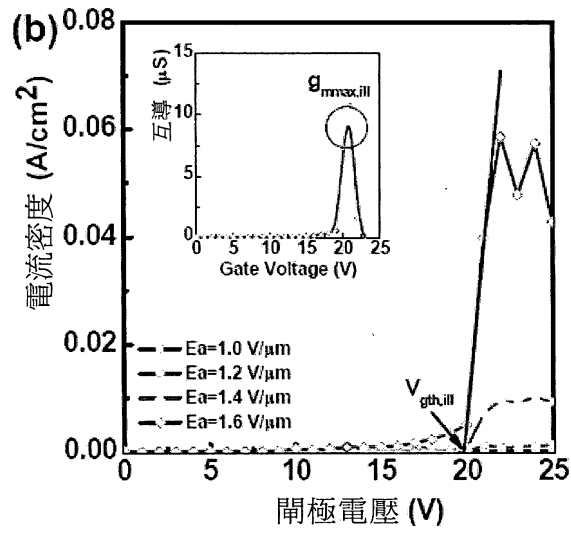 (b)
0.08
0.06
0.04
0.02
0.00
電流密度 (A/cm²)
15
10
5
0
互導 (μS)
g_mmax,ill
0 5 10 15 20 25
Gate Voltage (V)
Ea=1.0 V/μm
Ea=1.2 V/μm
Ea=1.4 V/μm
Ea=1.6 V/μm
V_gth,ill
0 5 10 15 20 25
閘極電壓 (V)